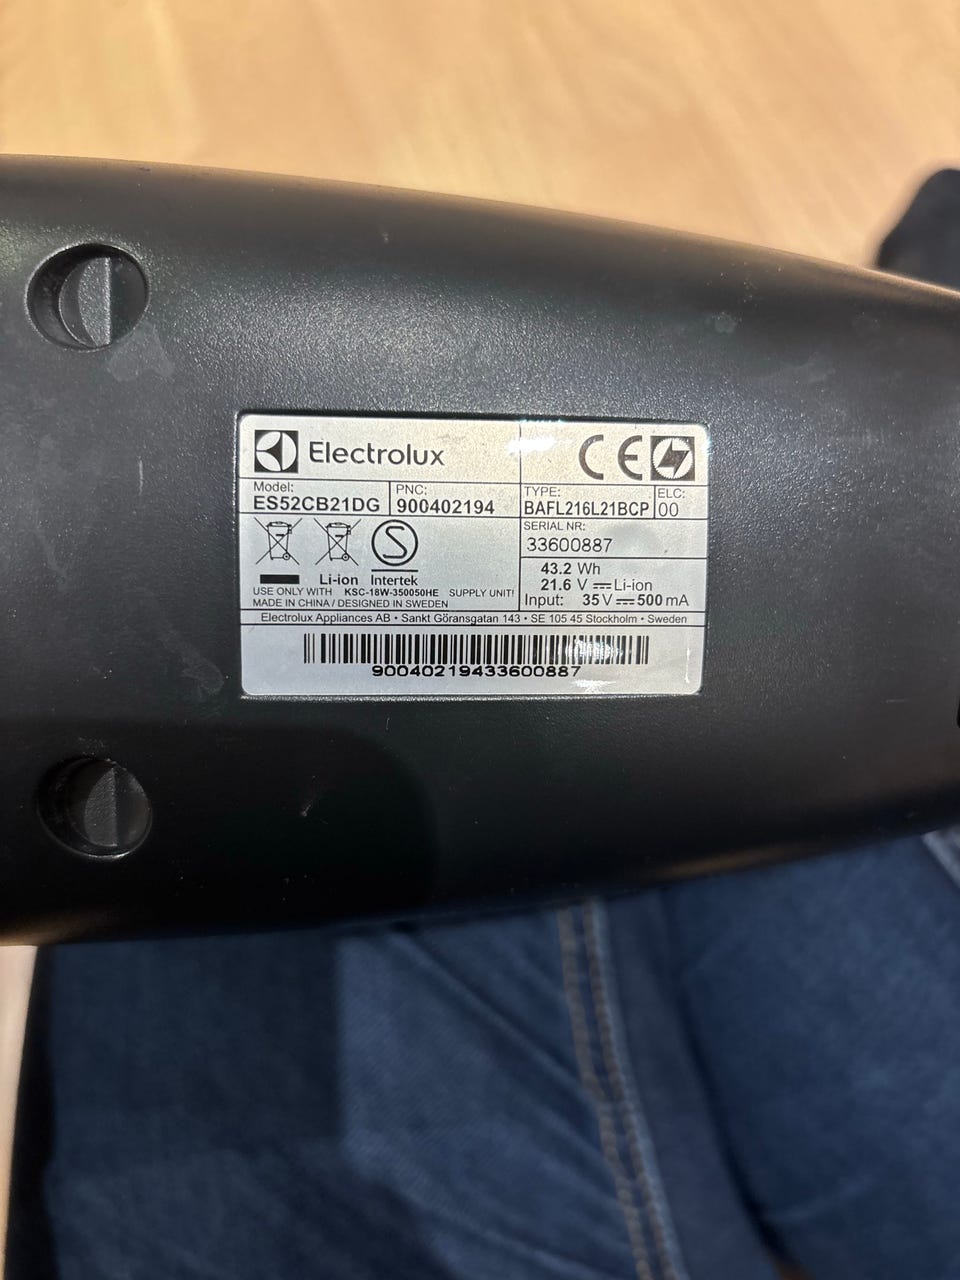 Electrolux
Model:
ES52CB21DG
PNC:
900402194
TYPE:
BAFL216L21BCP
ELC:
00
SERIAL NR:
33600887
Li-ion
Intertek
43.2 Wh
21.6 V Li-ion
Input: 35 V 500 mA
USE ONLY WITH KSC-18W-350050HE SUPPLY UNIT!
MADE IN CHINA / DESIGNED IN SWEDEN
Electrolux Appliances AB • Sankt Göransgatan 143 • SE 105 45 Stockholm • Sweden
90040219433600887